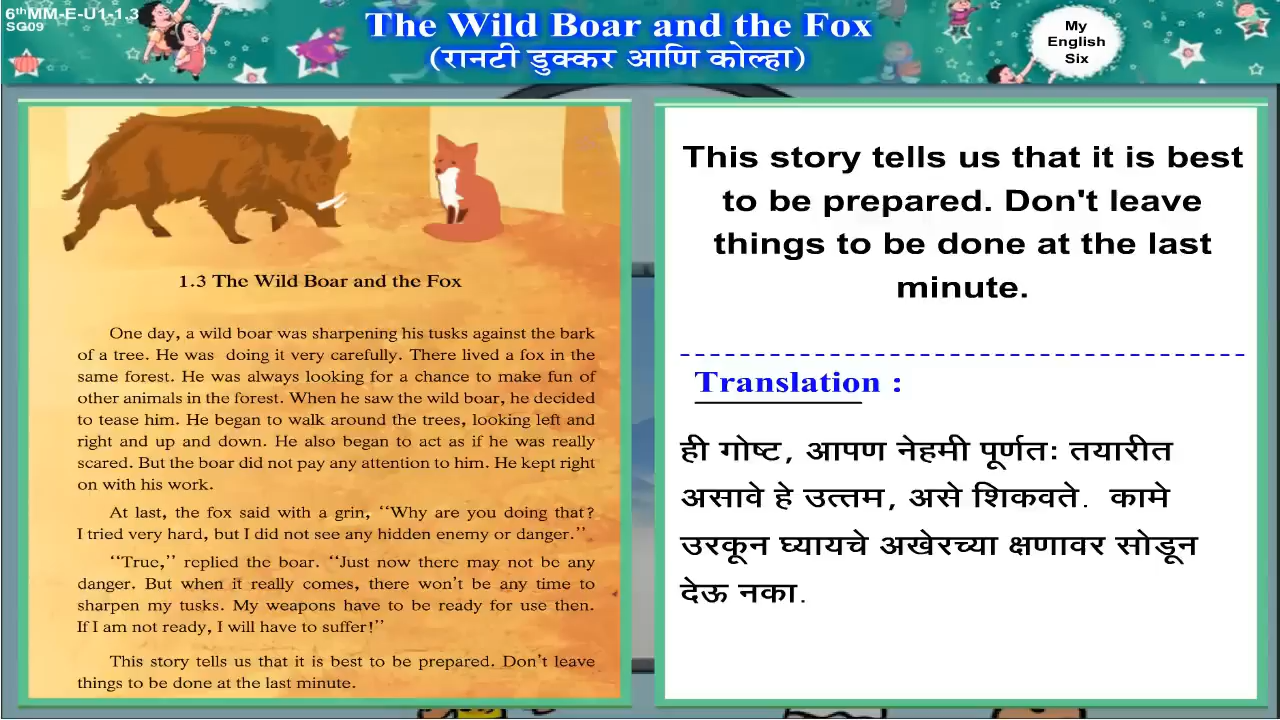 6thMM-E-U1-1.3
SG09
The Wild Boar and the Fox
(रानटी डुक्कर आणि कोल्हा)
My
English
Six
1.3 The Wild Boar and the Fox
One day, a wild boar was sharpening his tusks against the bark
of a tree. He was doing it very carefully. There lived a fox in the
same forest. He was always looking for a chance to make fun of
other animals in the forest. When he saw the wild boar, he decided
to tease him. He began to walk around the trees, looking left and
right and up and down. He also began to act as if he was really
scared. But the boar did not pay any attention to him. He kept right
on with his work.
At last, the fox said with a grin, “Why are you doing that?
I tried very hard, but I did not see any hidden enemy or danger.”
“True,” replied the boar. “Just now there may not be any
danger. But when it really comes, there won’t be any time to
sharpen my tusks. My weapons have to be ready for use then.
If I am not ready, I will have to suffer!”
This story tells us that it is best to be prepared. Don’t leave
things to be done at the last minute.
This story tells us that it is best
to be prepared. Don't leave
things to be done at the last
minute.
Translation :
ही गोष्ट, आपण नेहमी पूर्णतः तयारीत
असावे हे उत्तम, असे शिकवते. कामे
उरकून घ्यायचे अखेरच्या क्षणावर सोडून
देऊ नका.